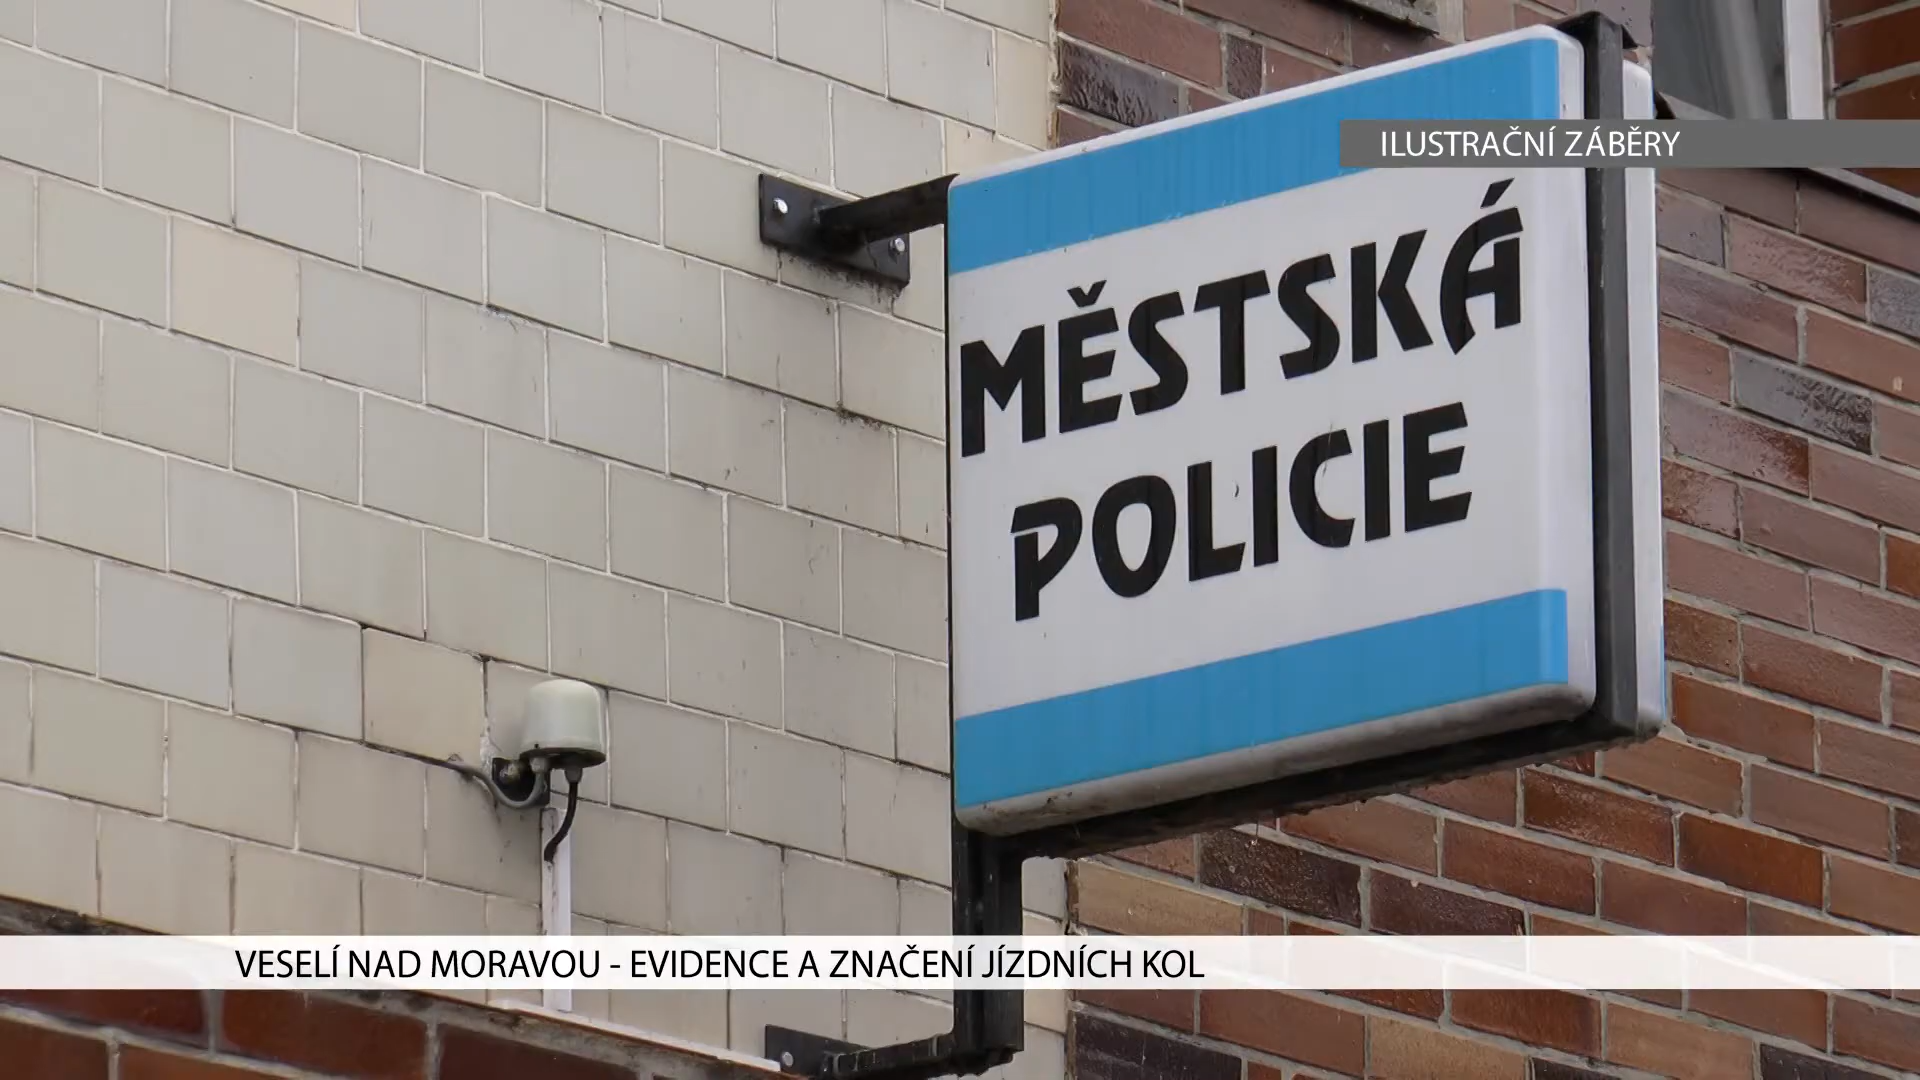 ILUSTRAČNÍ ZÁBĚRY
MĚSTSKÁ
POLICIE
VESELÍ NAD MORAVOU - EVIDENCE A ZNAČENÍ JÍZDNÍCH KOL